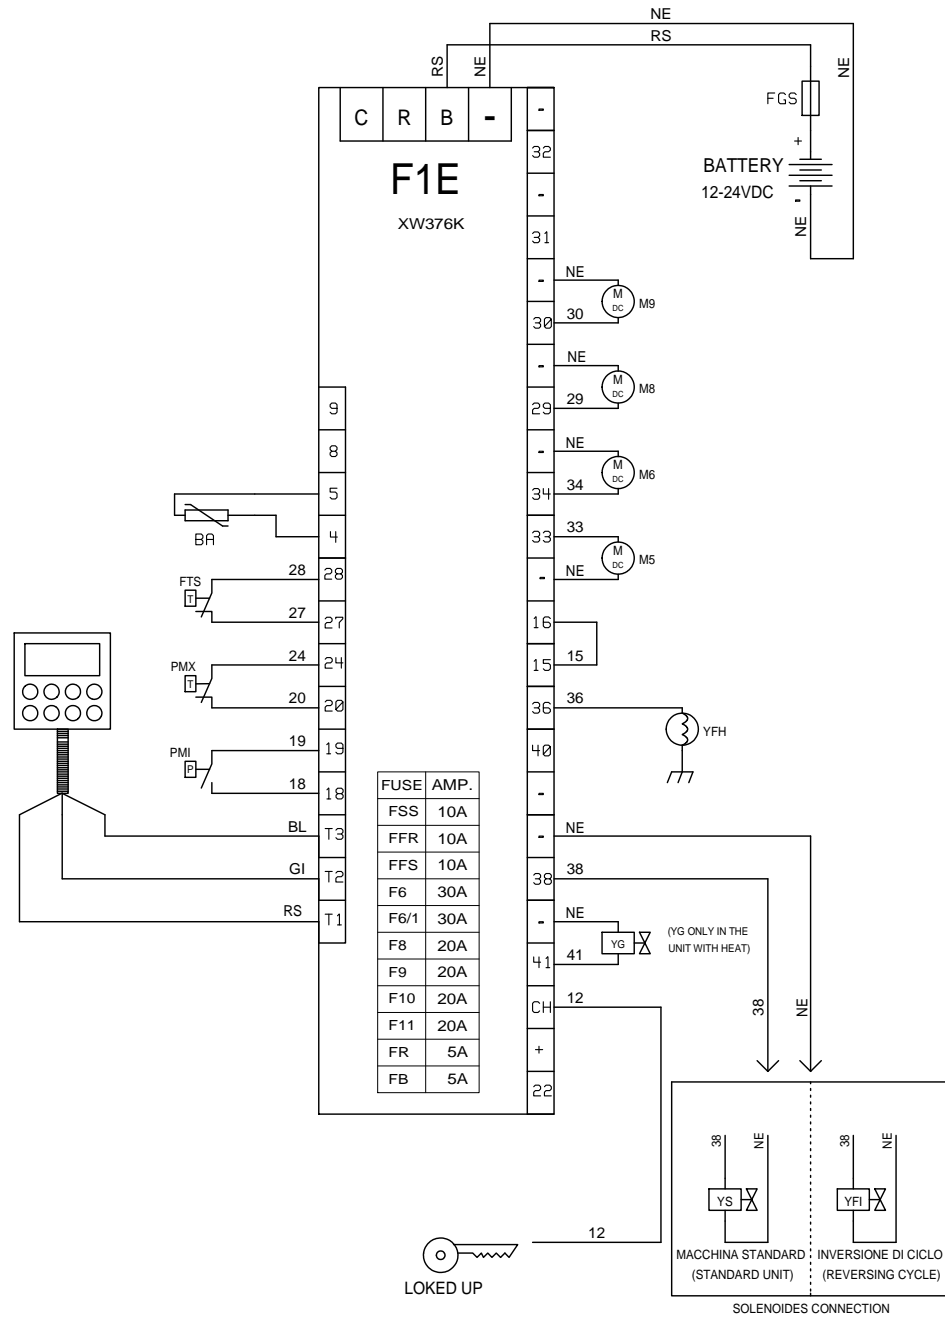 NE
RS
RS
NE
NE
FGS
+
BATTERY
12-24VDC
-
NE
C R B -
F1E
XW376K
-
32
-
31
-
30
-
29
-
34
33
-
16
15
36
40
-
-
38
-
41
CH
+
22
NE
30
M
DC
M9
NE
29
M
DC
M8
NE
34
M
DC
M6
33
NE
M
DC
M5
15
36
YFH
NE
38
NE
41
YG
(YG ONLY IN THE
UNIT WITH HEAT)
12
38
NE
9
8
5
4
28
27
24
20
19
18
T3
T2
T1
BA
FTS
T
28
27
PMX
T
24
20
PMI
P
19
18
BL
GI
RS
FUSE AMP.
FSS 10A
FFR 10A
FFS 10A
F6 30A
F6/1 30A
F8 20A
F9 20A
F10 20A
F11 20A
FR 5A
FB 5A
12
LOKED UP
38
NE
YS
MACCHINA STANDARD
(STANDARD UNIT)
38
NE
YFI
INVERSIONE DI CICLO
(REVERSING CYCLE)
SOLENOIDES CONNECTION